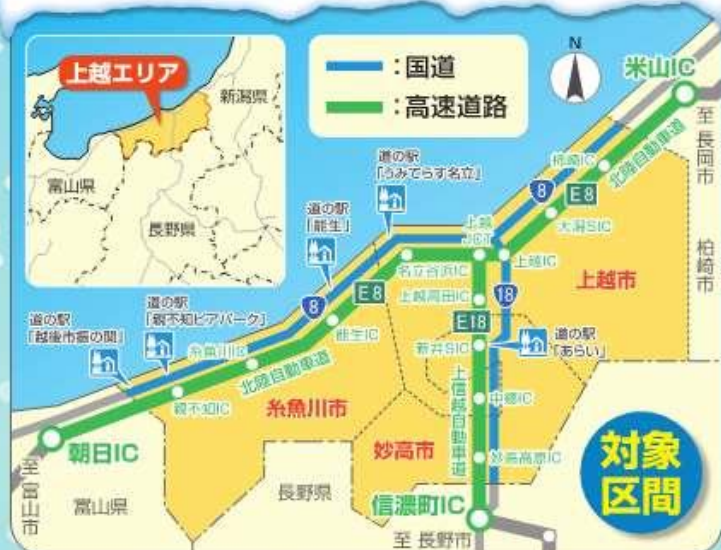 上越エリア
新潟県
富山県
長野県
：国道
：高速道路
N
米山IC
至 長岡市
柏崎市
柿崎IC
北陸自動車道
8
E8
大潟SIC
道の駅
「うみてらす名立」
上越
JCT
上越IC
上越市
道の駅
「能生」
名立谷浜IC
上越高田IC
18
E18
E8
8
道の駅
「親不知ピアパーク」
道の駅
「越後市振の関」
能生IC
新井SIC
道の駅
「あらい」
糸魚川IC
北陸自動車道
親不知IC
糸魚川市
上信越自動車道
中郷IC
妙高市
妙高高原IC
朝日IC
至 富山市
富山県
長野県
信濃町IC
至 長野市
対象
区間